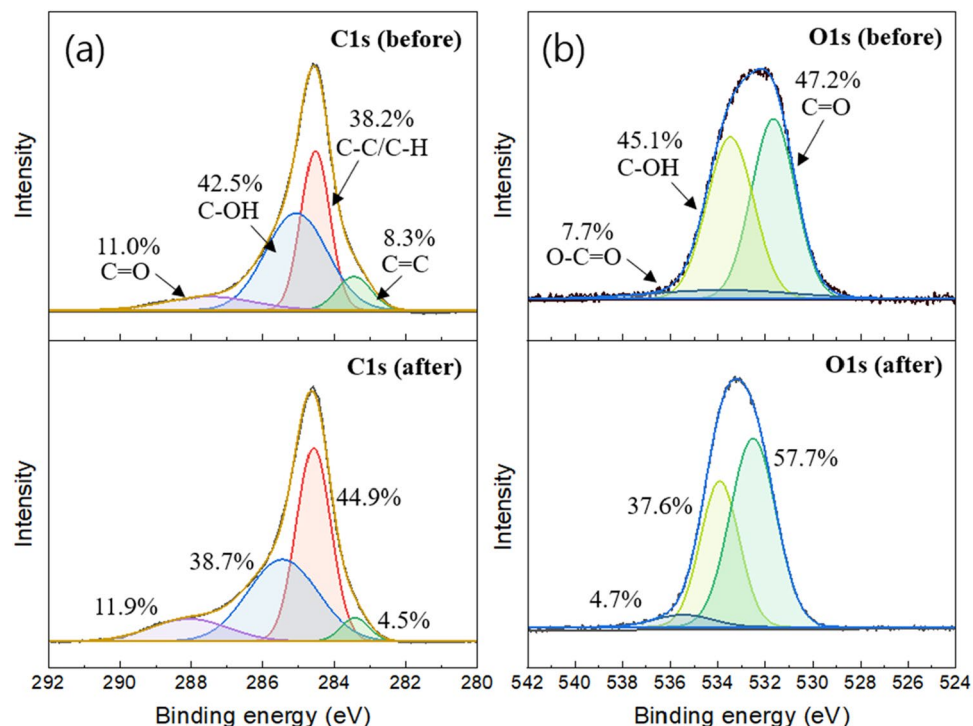 (a)
C1s (before)
38.2%
C-C/C-H
42.5%
C-OH
11.0%
C=O
8.3%
C=C
Intensity
C1s (after)
44.9%
38.7%
11.9%
4.5%
Intensity
292 290 288 286 284 282 280
Binding energy (eV)
(b)
O1s (before)
47.2%
C=O
45.1%
C-OH
7.7%
O-C=O
Intensity
O1s (after)
57.7%
37.6%
4.7%
Intensity
542 540 538 536 534 532 530 528 526 524
Binding energy (eV)